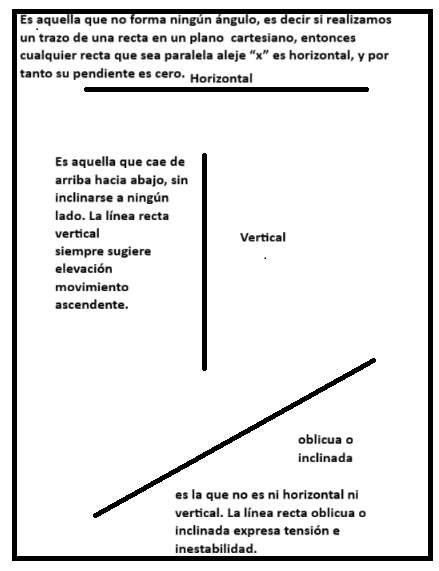 Es aquella que no forma ningún ángulo, es decir si realizamos
un trazo de una recta en un plano cartesiano, entonces
cualquier recta que sea paralela aleje “x” es horizontal, y por
tanto su pendiente es cero.
Horizontal
Es aquella que cae de
arriba hacia abajo, sin
inclinarse a ningún
lado. La línea recta
vertical
siempre sugiere
elevación
movimiento
ascendente.
Vertical
oblicua o
inclinada
es la que no es ni horizontal ni
vertical. La línea recta oblicua o
inclinada expresa tensión e
inestabilidad.